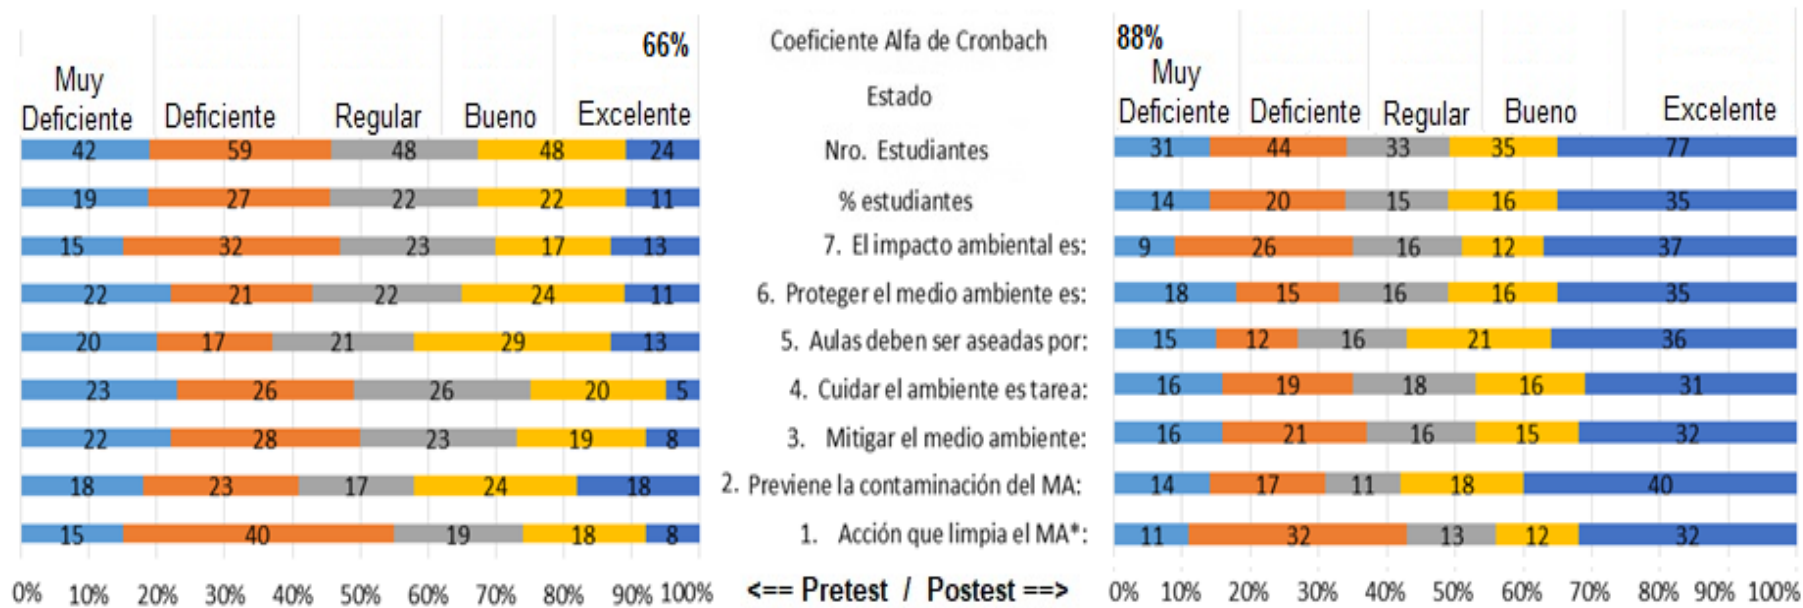 66% Coeficiente Alfa de Cronbach 88%
Muy Deficiente Deficiente Regular Bueno Excelente Estado Muy Deficiente Deficiente Regular Bueno Excelente
42 59 48 48 24 Nro. Estudiantes 31 44 33 35 77
19 27 22 22 11 % estudiantes 14 20 15 16 35
15 32 23 17 13 7. El impacto ambiental es: 9 26 16 12 37
22 21 22 24 11 6. Proteger el medio ambiente es: 18 15 16 16 35
20 17 21 29 13 5. Aulas deben ser aseadas por: 15 12 16 21 36
23 26 26 20 5 4. Cuidar el ambiente es tarea: 16 19 18 16 31
22 28 23 19 8 3. Mitigar el medio ambiente: 16 21 16 15 32
18 23 17 24 18 2. Previene la contaminación del MA: 14 17 11 18 40
15 40 19 18 8 1. Acción que limpia el MA*: 11 32 13 12 32
0% 10% 20% 30% 40% 50% 60% 70% 80% 90% 100% <== Pretest / Postest ==> 0% 10% 20% 30% 40% 50% 60% 70% 80% 90% 100%